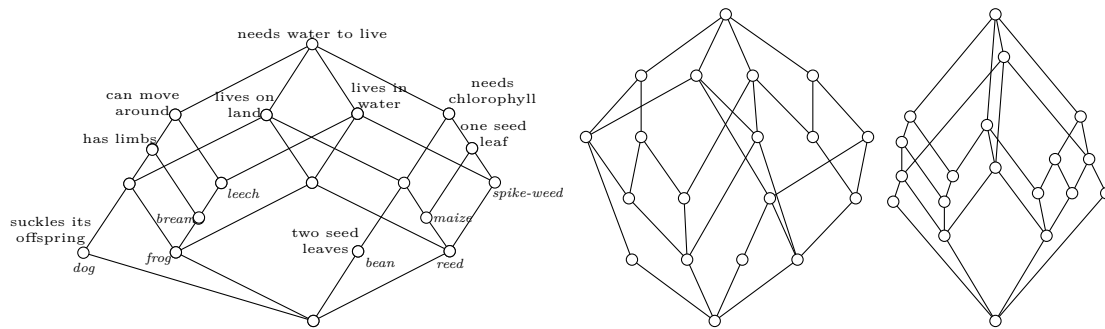 needs water to live
can move
around
lives on
land
lives in
water
needs
chlorophyll
has limbs
one seed
leaf
leech
spike-weed
bream
maize
suckles its
offspring
two seed
leaves
dog
frog
bean
reed